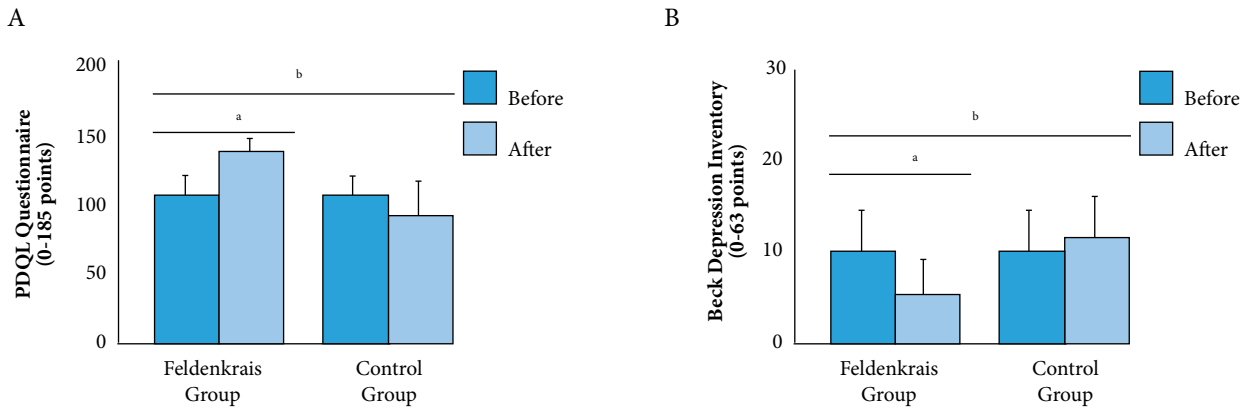 A
PDQL Questionnaire
(0-185 points)
200
150
100
50
0
b
a
Before
After
Feldenkrais
Group
Control
Group
B
Beck Depression Inventory
(0-63 points)
30
20
10
0
b
a
Before
After
Feldenkrais
Group
Control
Group